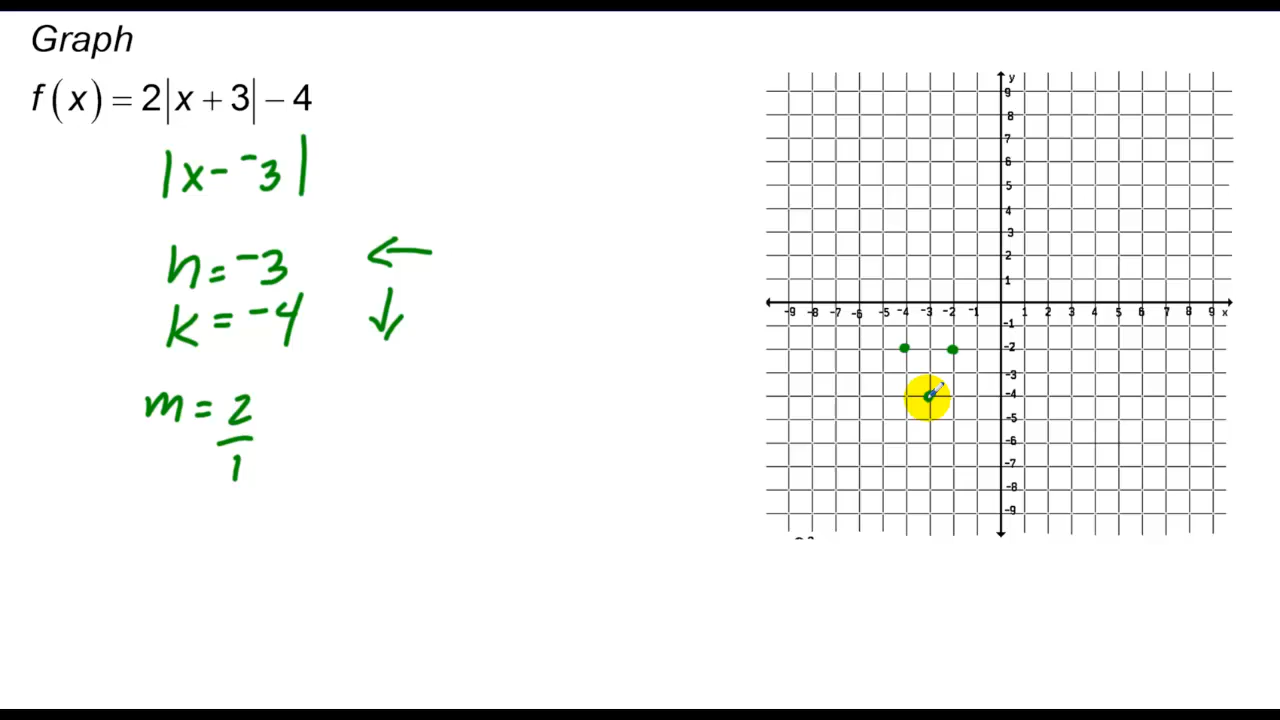 Graph
f(x) = 2|x + 3| − 4
|x - ⁻3|
h = ⁻3
k = ⁻4
m = 2/1
y
9
8
7
6
5
4
3
2
1
-9 -8 -7 -6 -5 -4 -3 -2 -1 1 2 3 4 5 6 7 8 9 x
-1
-2
-3
-4
-5
-6
-7
-8
-9